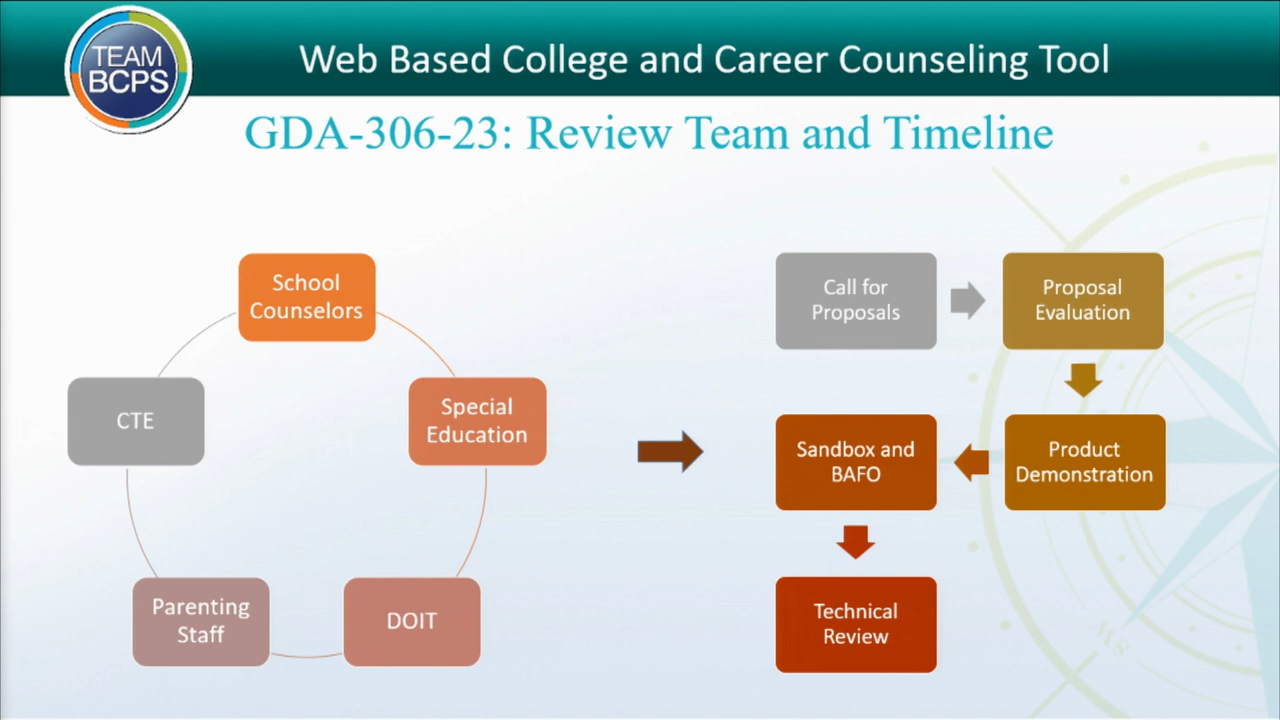 TEAM
BCPS
Web Based College and Career Counseling Tool
GDA-306-23: Review Team and Timeline
School
Counselors
Special
Education
DOIT
Parenting
Staff
CTE
Call for
Proposals
Proposal
Evaluation
Product
Demonstration
Sandbox and
BAFO
Technical
Review